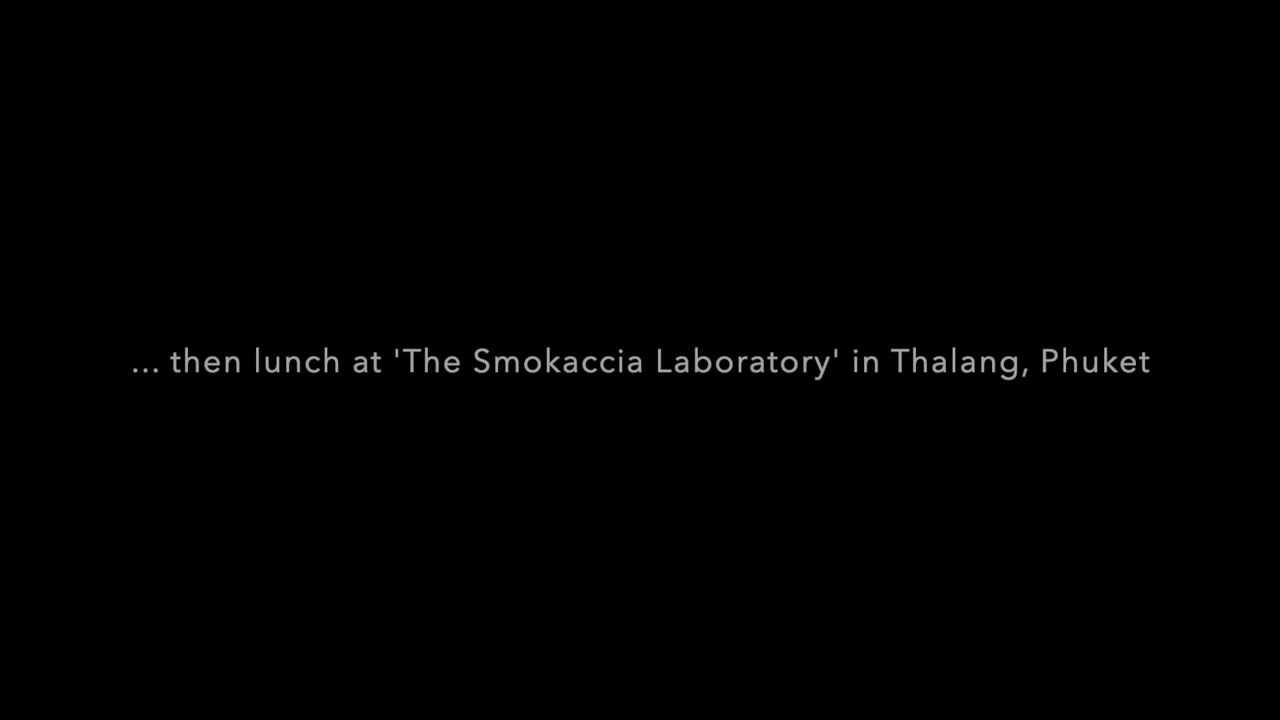 ... then lunch at 'The Smokaccia Laboratory' in Thalang, Phuket